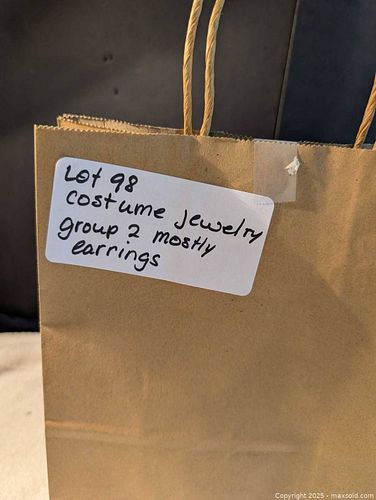 Lot 98
costume jewelry
group 2 mostly
earrings
Copyright 2025 - maxsold.com